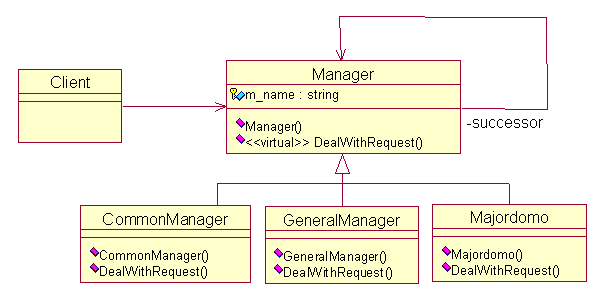 Client
Manager
m_name : string
Manager()
<<virtual>> DealWithRequest()
-successor
CommonManager
CommonManager()
DealWithRequest()
GeneralManager
GeneralManager()
DealWithRequest()
Majordomo
Majordomo()
DealWithRequest()